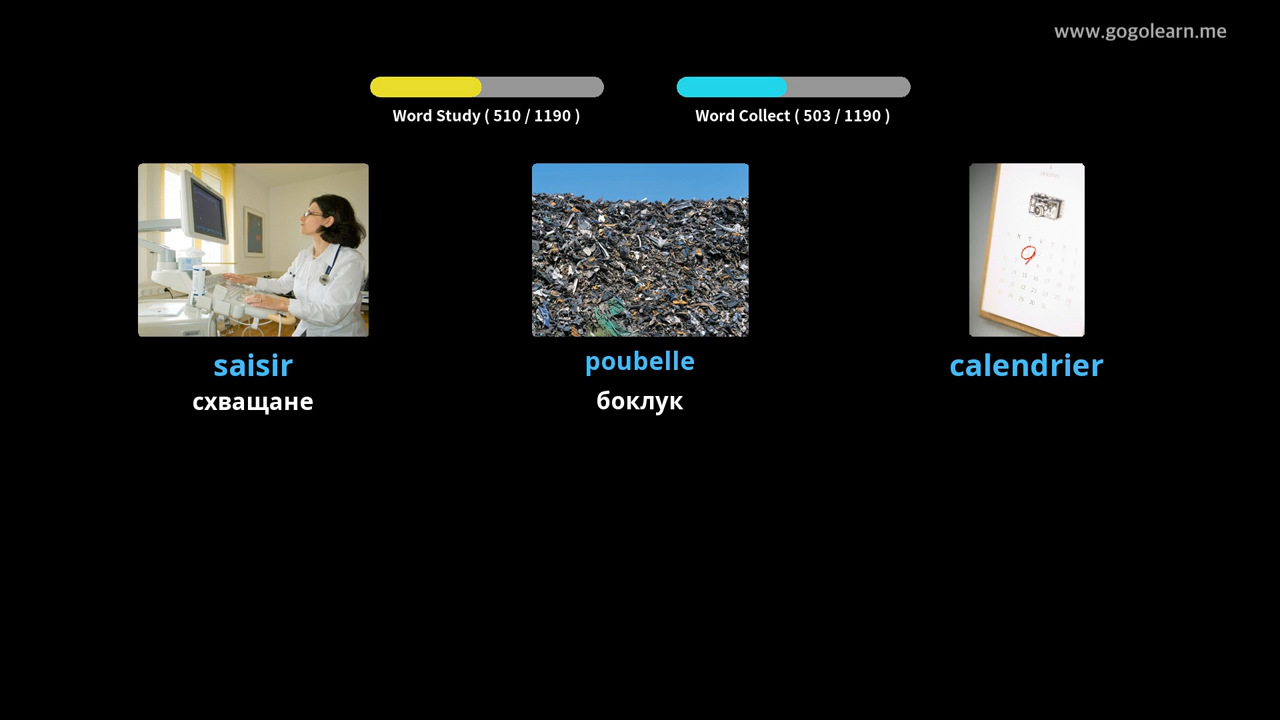 www.gogolearn.me
Word Study ( 510 / 1190 )
Word Collect ( 503 / 1190 )
saisir
poubelle
calendrier
схващане
боклук